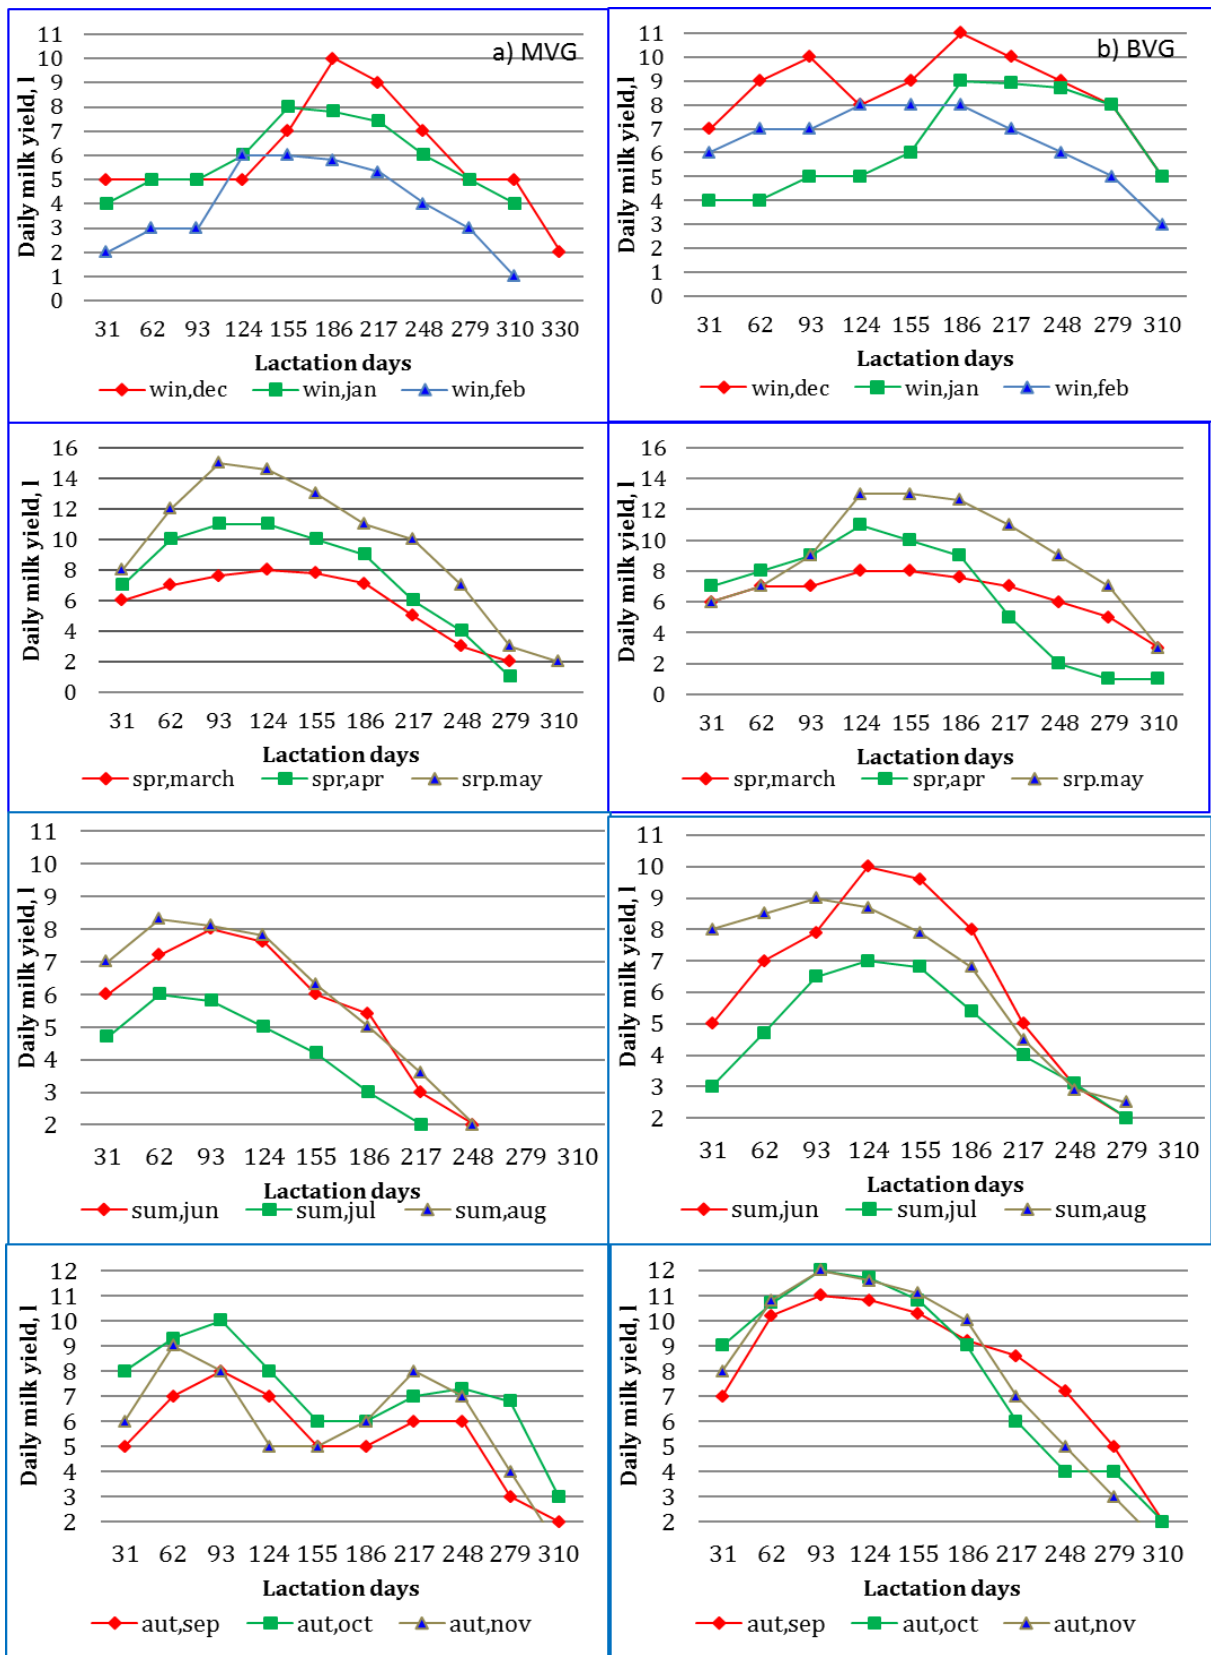 a) MVG
Daily milk yield, l
11
10
9
8
7
6
5
4
3
2
1
0
31 62 93 124 155 186 217 248 279 310 330
Lactation days
win,dec win,jan win,feb
b) BVG
Daily milk yield, l
11
10
9
8
7
6
5
4
3
2
1
0
31 62 93 124 155 186 217 248 279 310
Lactation days
win,dec win,jan win,feb
Daily milk yield, l
16
14
12
10
8
6
4
2
0
31 62 93 124 155 186 217 248 279 310
Lactation days
spr,march spr,apr srp.may
Daily milk yield, l
16
14
12
10
8
6
4
2
0
31 62 93 124 155 186 217 248 279 310
Lactation days
spr,march spr,apr srp.may
Daily milk yield, l
11
10
9
8
7
6
5
4
3
2
31 62 93 124 155 186 217 248 279 310
Lactation days
sum,jun sum,jul sum,aug
Daily milk yield, l
11
10
9
8
7
6
5
4
3
2
31 62 93 124 155 186 217 248 279 310
Lactation days
sum,jun sum,jul sum,aug
Daily milk yield, l
12
11
10
9
8
7
6
5
4
3
2
31 62 93 124 155 186 217 248 279 310
Lactation days
aut,sep aut,oct aut,nov
Daily milk yield, l
12
11
10
9
8
7
6
5
4
3
2
31 62 93 124 155 186 217 248 279 310
Lactation days
aut,sep aut,oct aut,nov